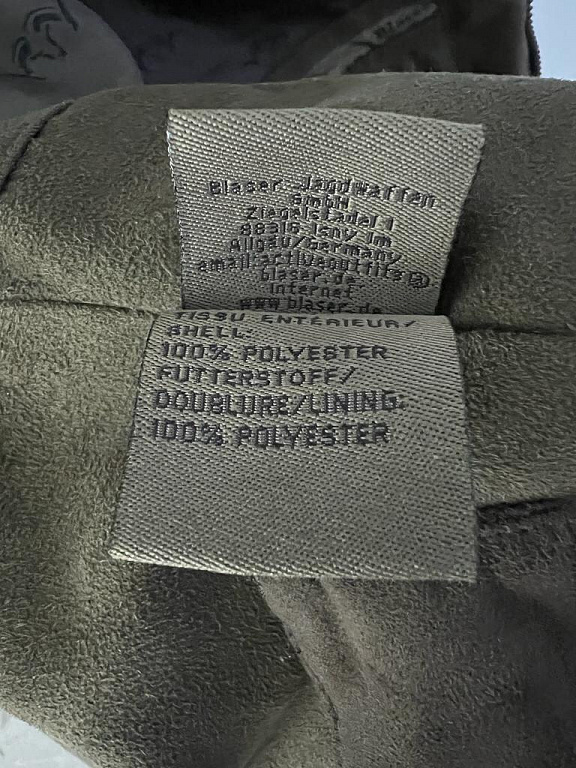 Blaser Jagdwaffen
GmbH
Ziegelstadel 1
88316 Isny im
Allgäu/Germany
email:activeoutfits@
blaser.de
Internet
www.blaser.de
TISSU ENTÉRIEUR/
SHELL:
100% POLYESTER
FUTTERSTOFF/
DOUBLURE/LINING:
100% POLYESTER